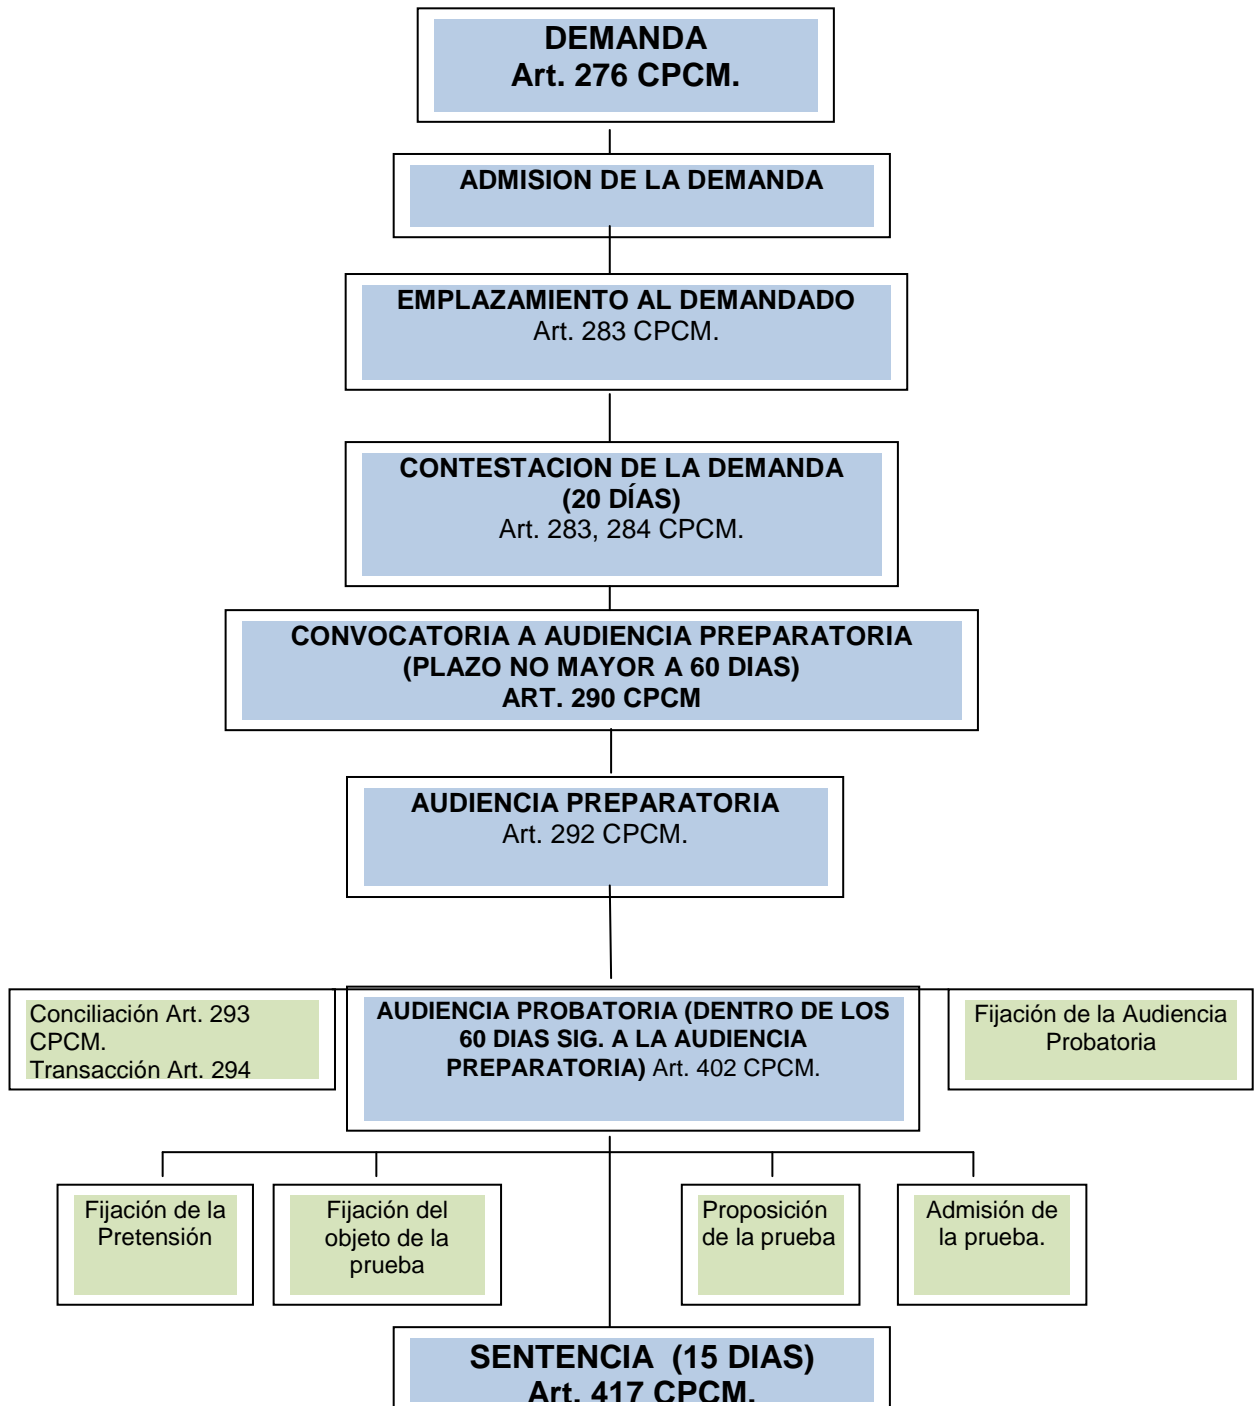 DEMANDA
Art. 276 CPCM.
ADMISION DE LA DEMANDA
EMPLAZAMIENTO AL DEMANDADO
Art. 283 CPCM.
CONTESTACION DE LA DEMANDA
(20 DÍAS)
Art. 283, 284 CPCM.
CONVOCATORIA A AUDIENCIA PREPARATORIA
(PLAZO NO MAYOR A 60 DIAS)
ART. 290 CPCM
AUDIENCIA PREPARATORIA
Art. 292 CPCM.
Conciliación Art. 293
CPCM.
Transacción Art. 294
AUDIENCIA PROBATORIA (DENTRO DE LOS
60 DIAS SIG. A LA AUDIENCIA
PREPARATORIA) Art. 402 CPCM.
Fijación de la Audiencia
Probatoria
Fijación de la
Pretensión
Fijación del
objeto de la
prueba
Proposición
de la prueba
Admisión de
la prueba.
SENTENCIA (15 DIAS)
Art. 417 CPCM.